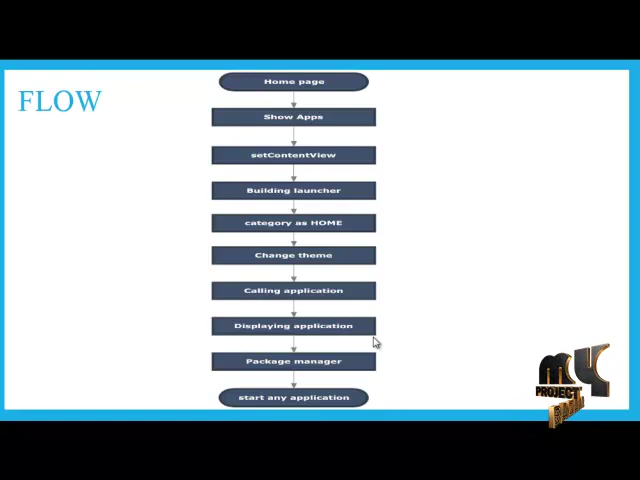 FLOW
Home page
Show Apps
setContentView
Building launcher
category as HOME
Change theme
Calling application
Displaying application
Package manager
start any application
MY
PROJECT